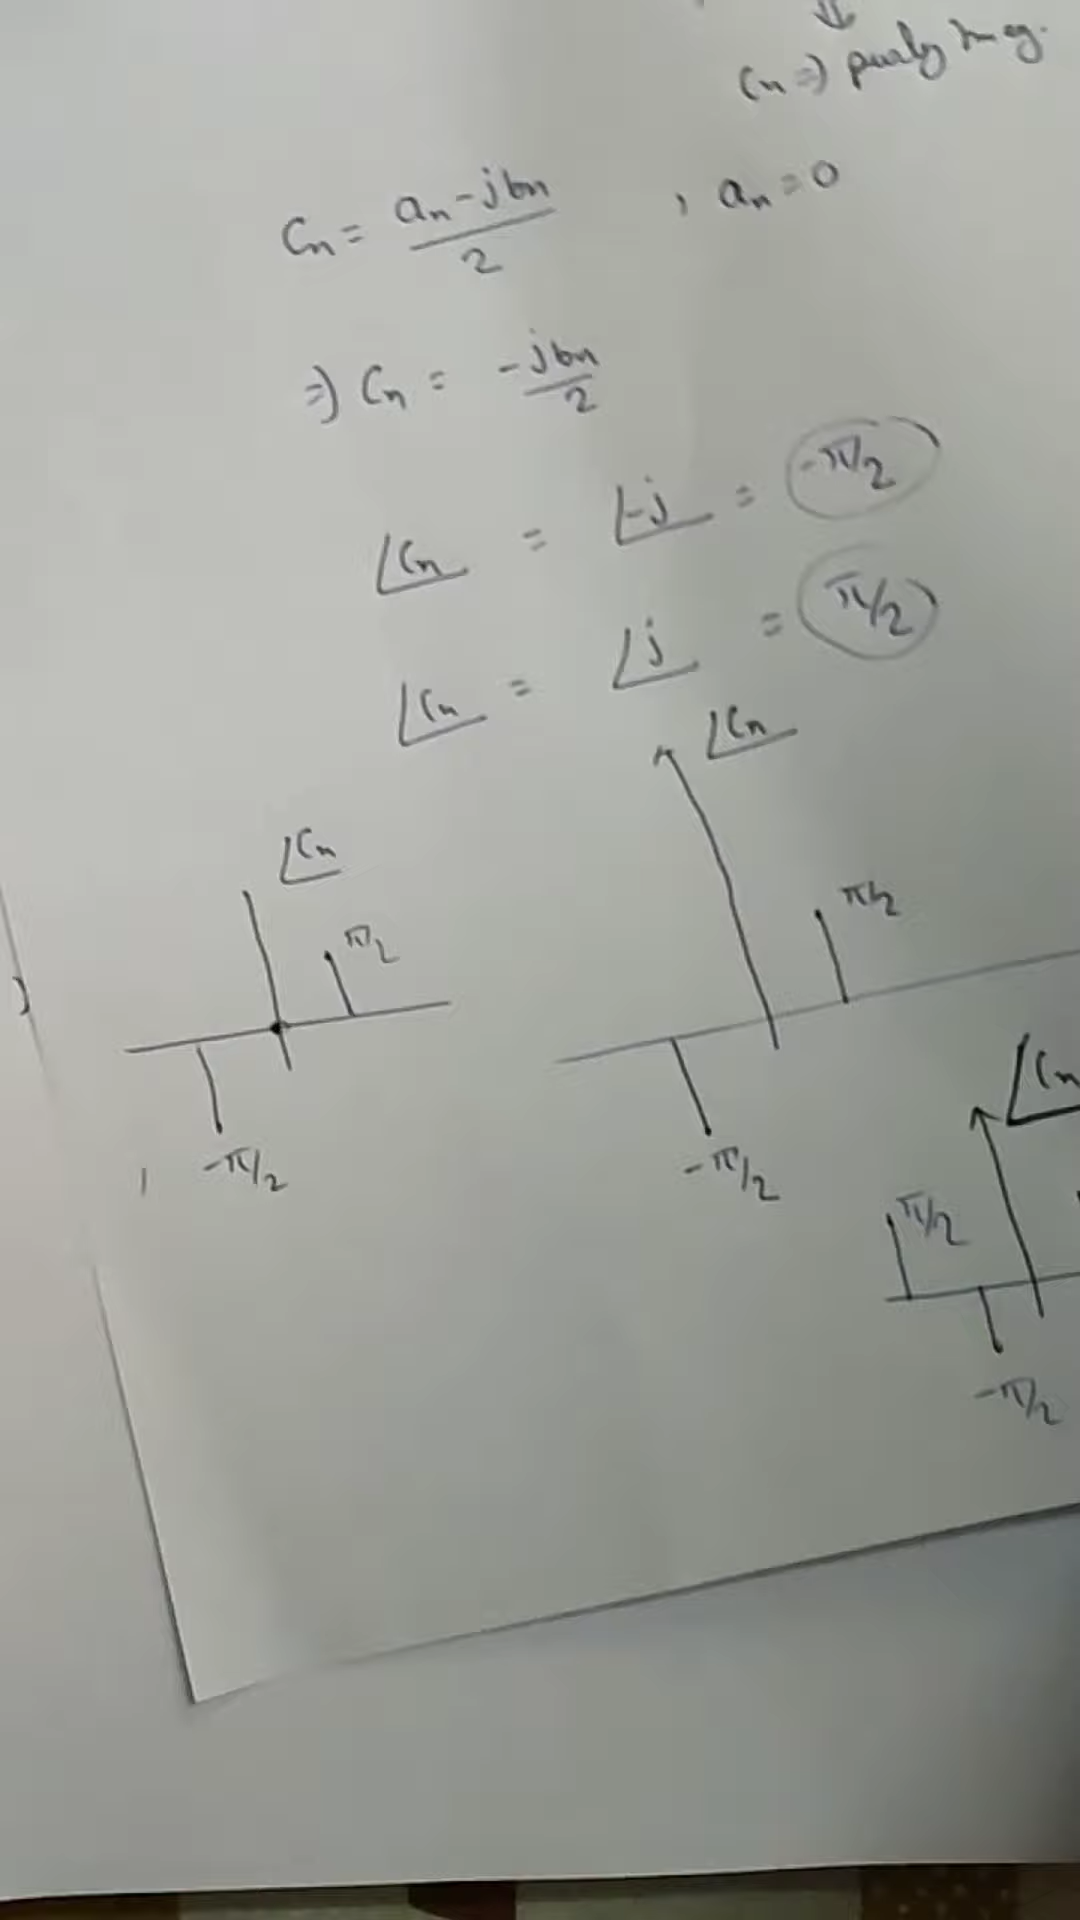 Cn => purely Imag.
Cn = an - jbn / 2 , an = 0
=> Cn = -jbn / 2
∠Cn = ∠-j = -π/2
∠Cn = ∠j = π/2
∠Cn
∠Cn
π/2
π/2
-π/2
-π/2
∠Cn
π/2
-π/2